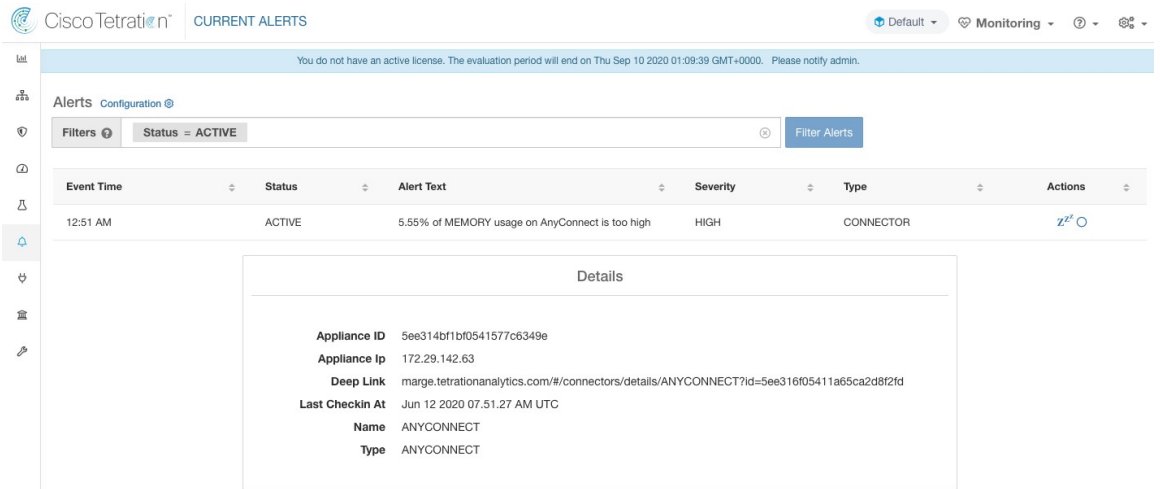 Cisco Tetration™ CURRENT ALERTS Default Monitoring ?
You do not have an active license. The evaluation period will end on Thu Sep 10 2020 01:09:39 GMT+0000. Please notify admin.
Alerts Configuration
Filters ? Status = ACTIVE Filter Alerts
Event Time Status Alert Text Severity Type Actions
12:51 AM ACTIVE 5.55% of MEMORY usage on AnyConnect is too high HIGH CONNECTOR zzz
Details
Appliance ID 5ee314bf1bf0541577c6349e
Appliance Ip 172.29.142.63
Deep Link marge.tetrationanalytics.com/#/connectors/details/ANYCONNECT?id=5ee316f05411a65ca2d8f2fd
Last Checkin At Jun 12 2020 07.51.27 AM UTC
Name ANYCONNECT
Type ANYCONNECT